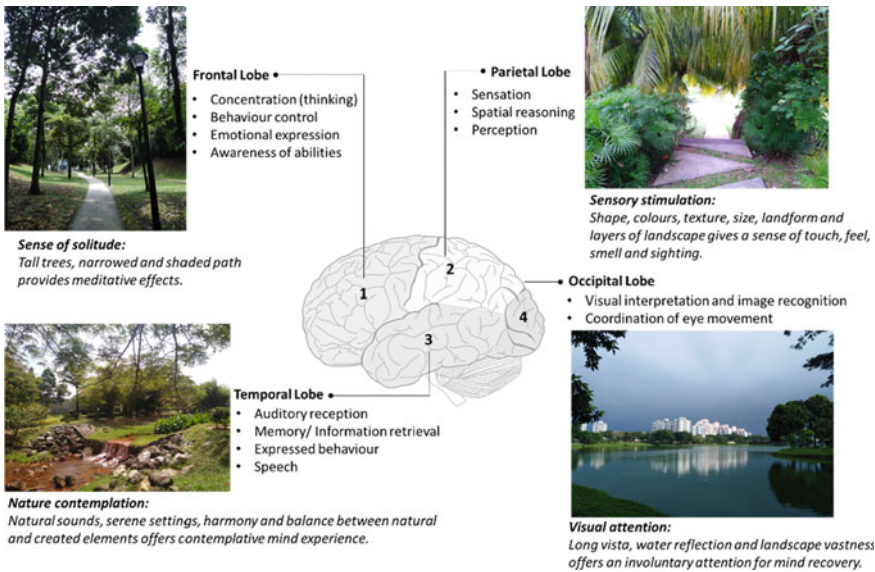 Frontal Lobe
• Concentration (thinking)
• Behaviour control
• Emotional expression
• Awareness of abilities
Parietal Lobe
• Sensation
• Spatial reasoning
• Perception
Sense of solitude:
Tall trees, narrowed and shaded path
provides meditative effects.
Sensory stimulation:
Shape, colours, texture, size, landform and
layers of landscape gives a sense of touch, feel,
smell and sighting.
1
2
3
4
Occipital Lobe
• Visual interpretation and image recognition
• Coordination of eye movement
Temporal Lobe
• Auditory reception
• Memory/ Information retrieval
• Expressed behaviour
• Speech
Nature contemplation:
Natural sounds, serene settings, harmony and balance between natural
and created elements offers contemplative mind experience.
Visual attention:
Long vista, water reflection and landscape vastness
offers an involuntary attention for mind recovery.